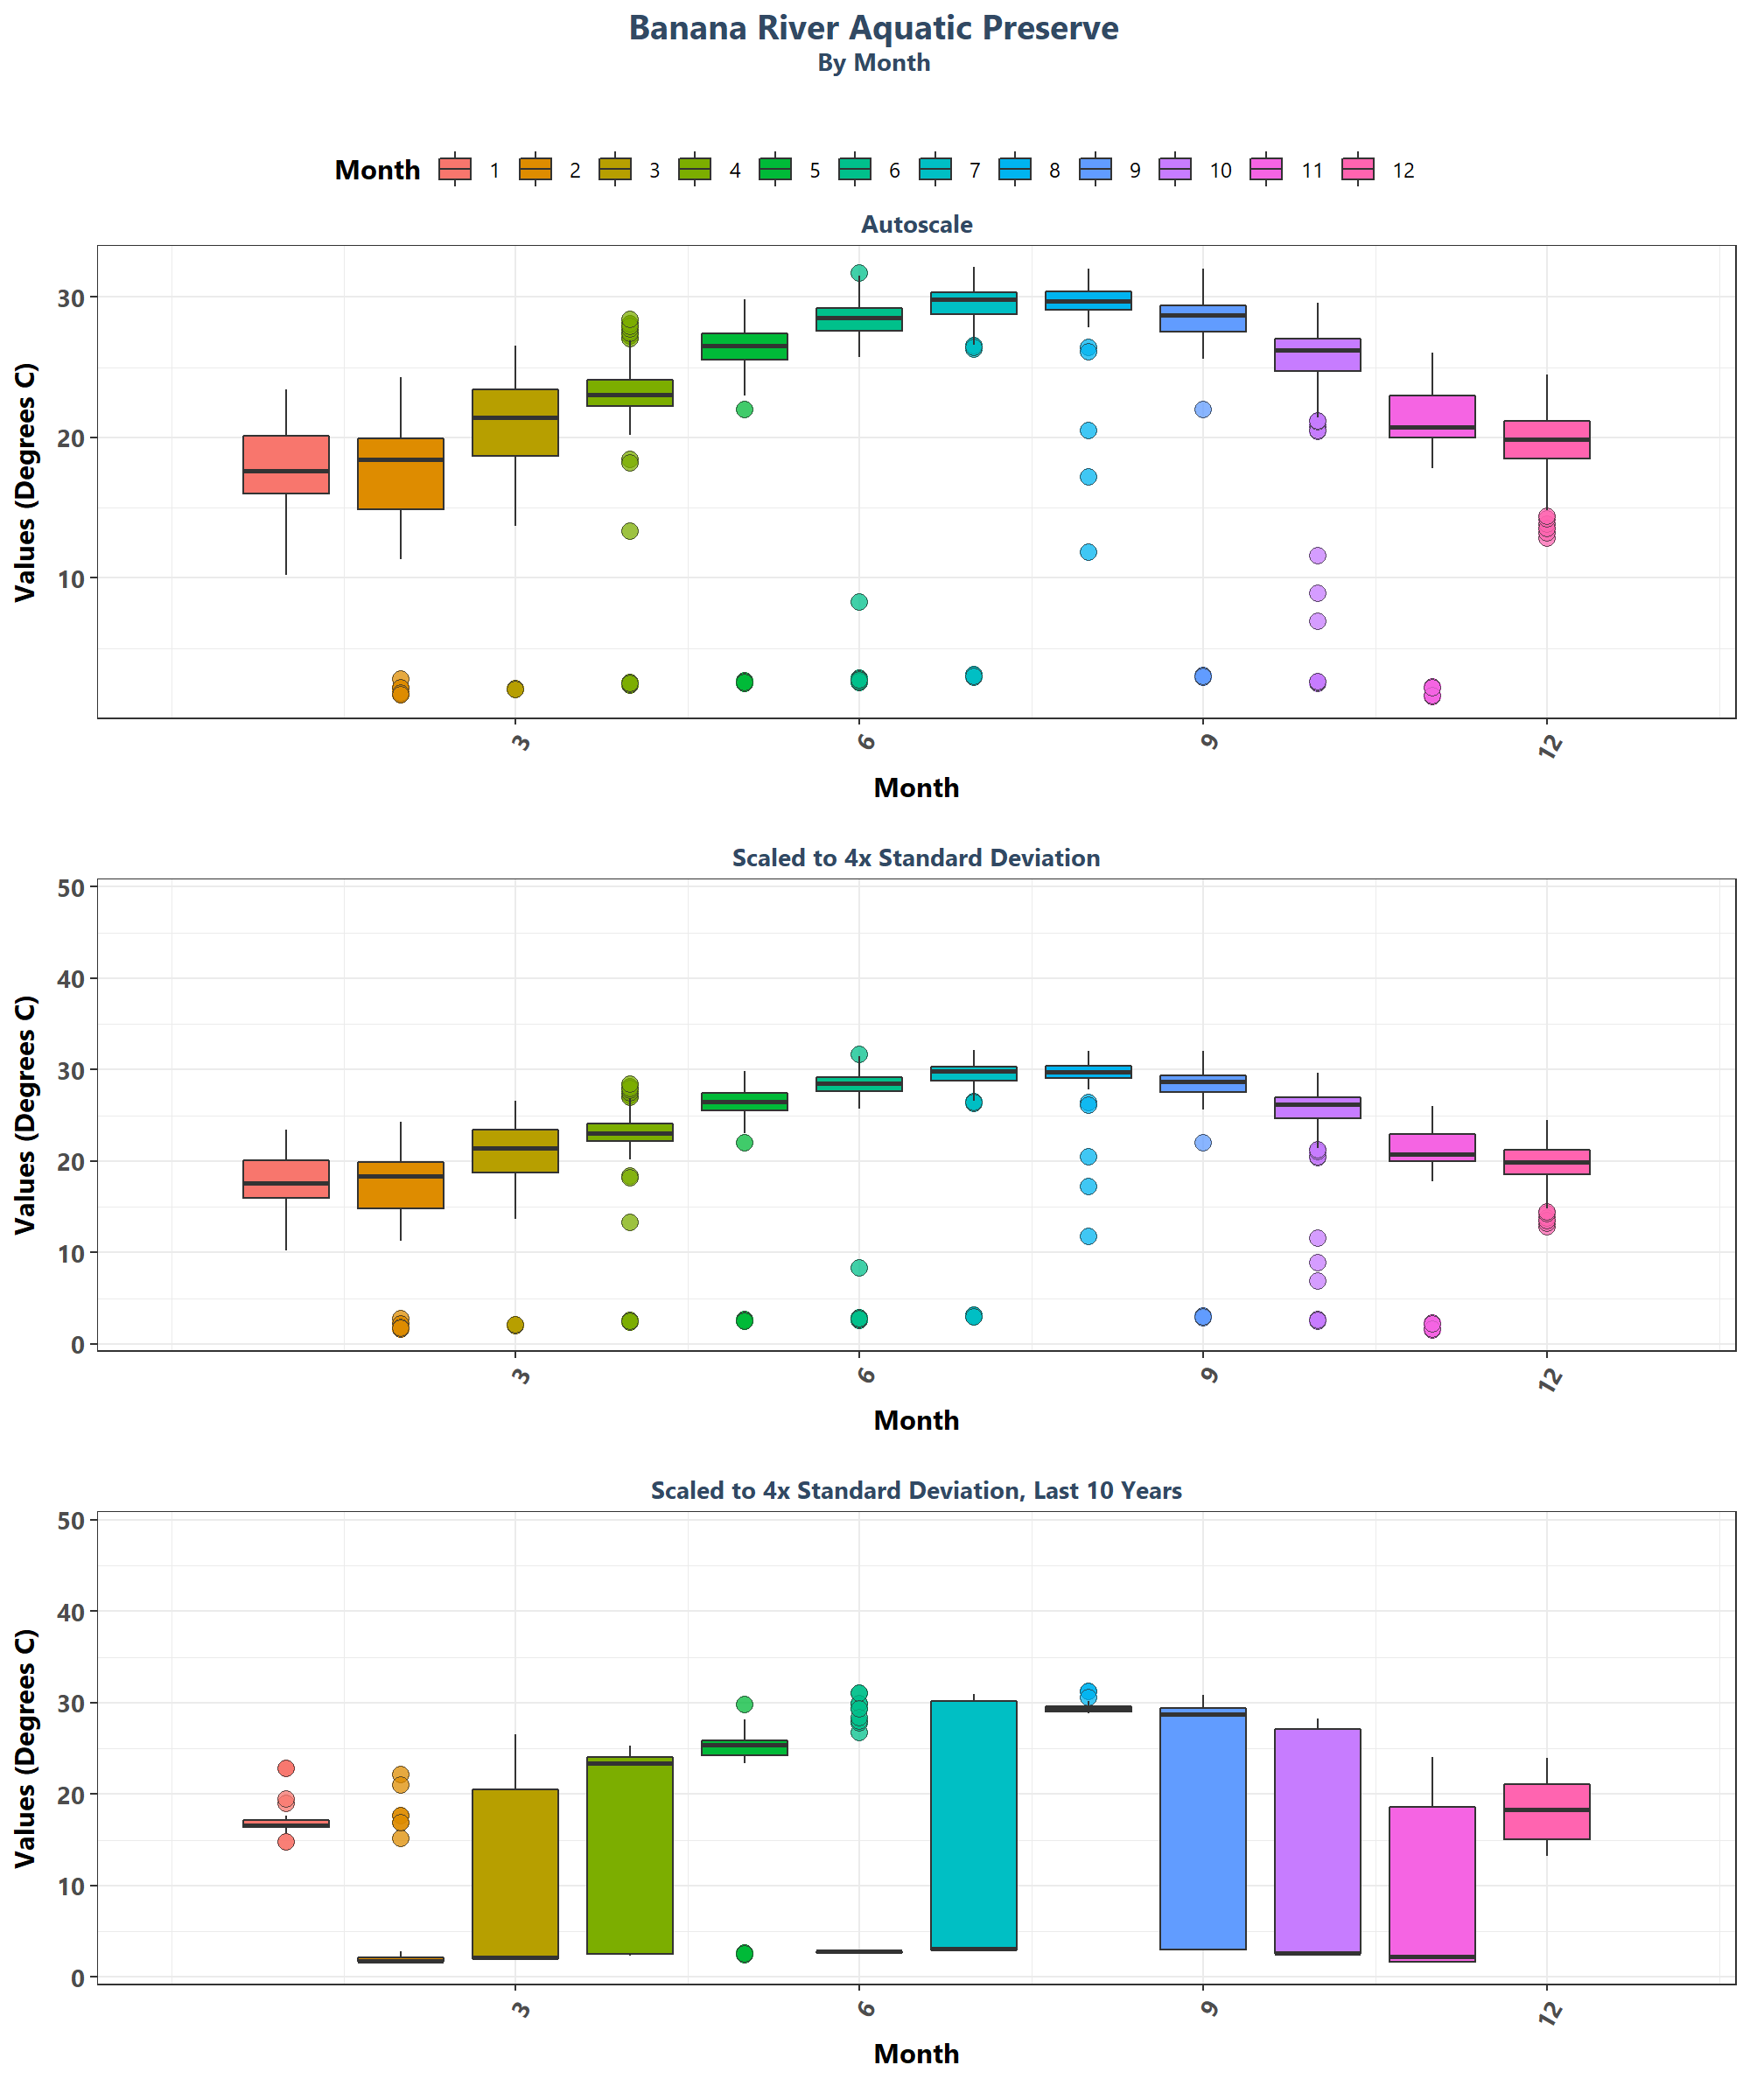 Banana River Aquatic Preserve
By Month
Month 1 2 3 4 5 6 7 8 9 10 11 12
Autoscale
Values (Degrees C)
30
20
10
3 6 9 12
Month
Scaled to 4x Standard Deviation
Values (Degrees C)
50
40
30
20
10
0
3 6 9 12
Month
Scaled to 4x Standard Deviation, Last 10 Years
Values (Degrees C)
50
40
30
20
10
0
3 6 9 12
Month